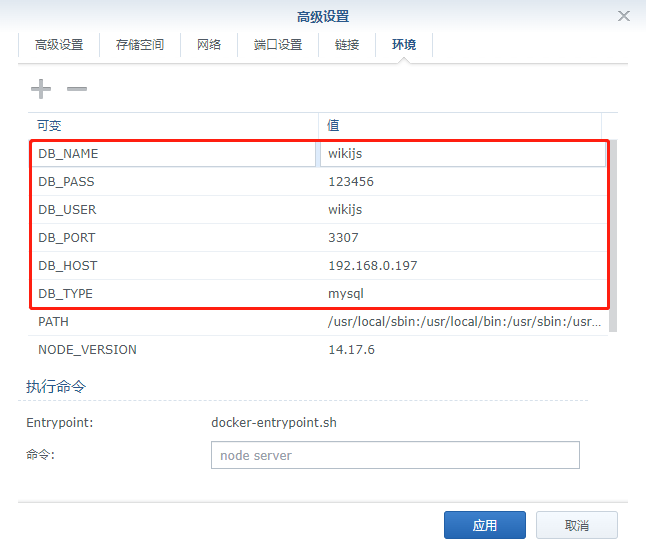 高级设置
高级设置 存储空间 网络 端口设置 链接 环境
可变 值
DB_NAME wikijs
DB_PASS 123456
DB_USER wikijs
DB_PORT 3307
DB_HOST 192.168.0.197
DB_TYPE mysql
PATH /usr/local/sbin:/usr/local/bin:/usr/sbin:/usr...
NODE_VERSION 14.17.6
执行命令
Entrypoint: docker-entrypoint.sh
命令: node server
应用 取消